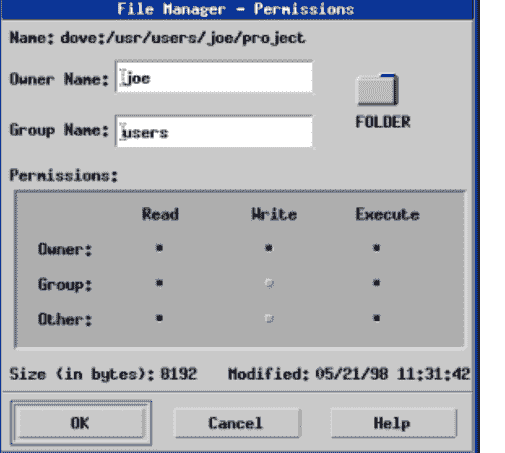 File Manager - Permissions
Name: dove:/usr/users/joe/project
Owner Name: joe
Group Name: users
FOLDER
Permissions:
Read Write Execute
Owner:
Group:
Other:
Size (in bytes): 8192 Modified: 05/21/98 11:31:42
OK Cancel Help